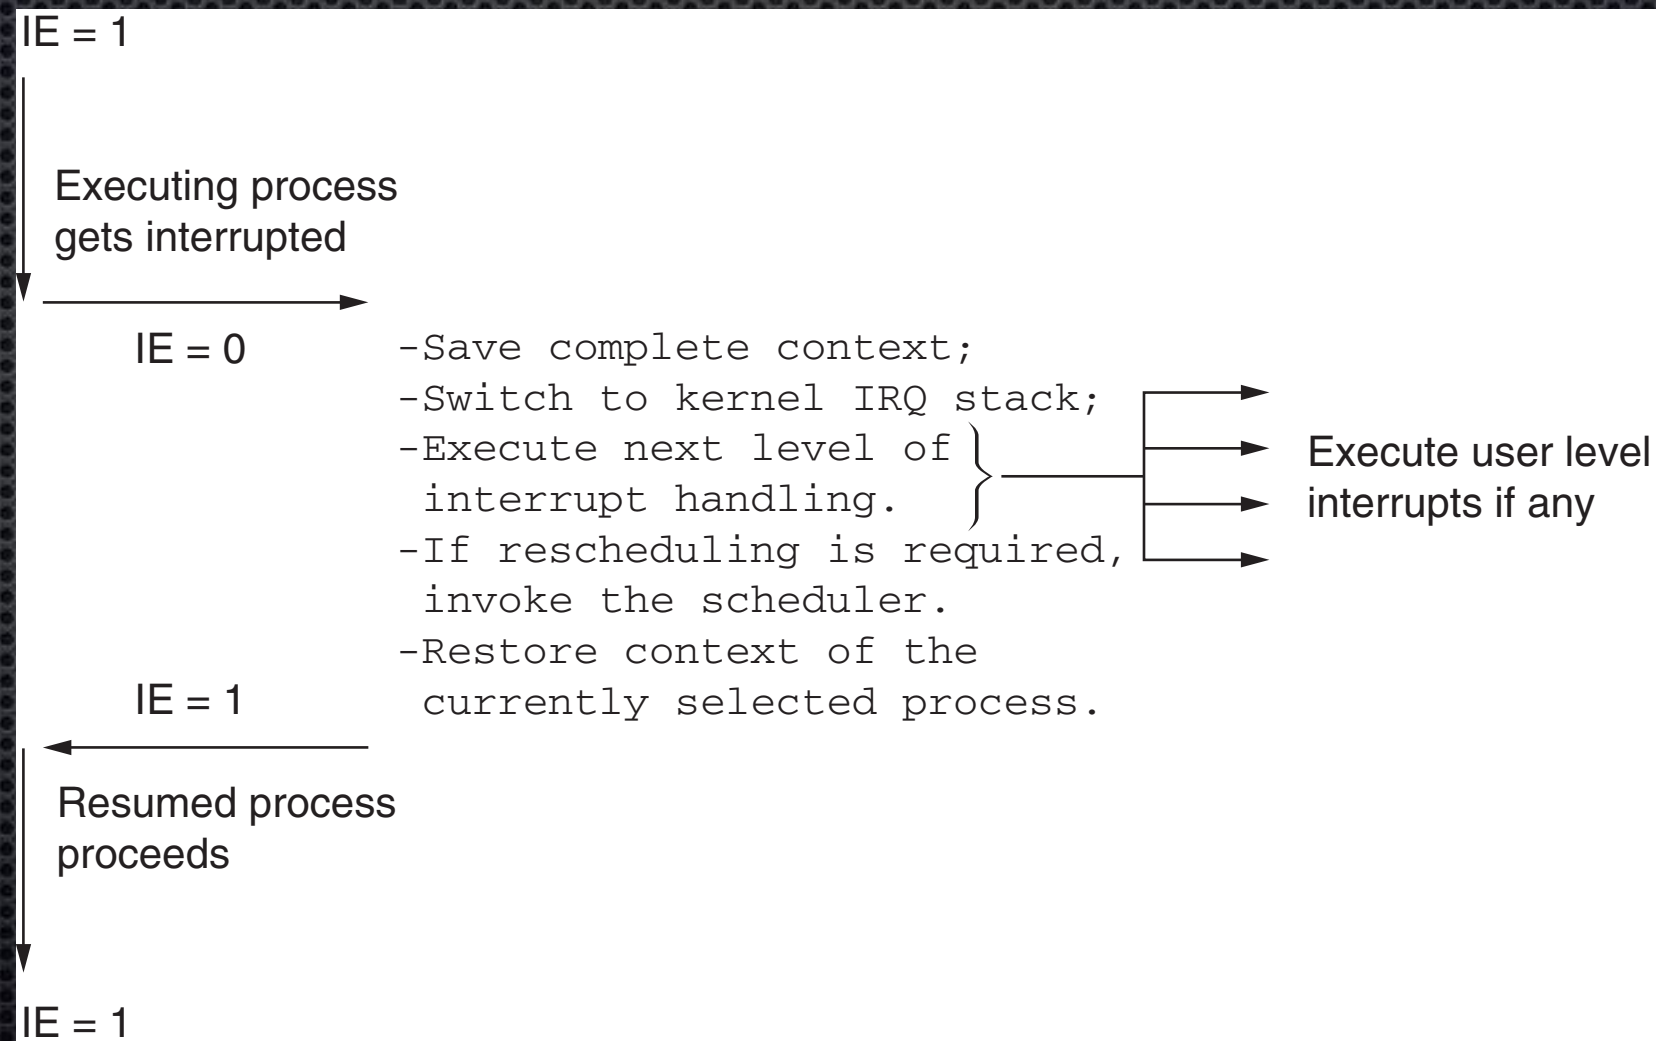 IE = 1
Executing process
gets interrupted
IE = 0
-Save complete context;
-Switch to kernel IRQ stack;
-Execute next level of
interrupt handling.
-If rescheduling is required,
invoke the scheduler.
-Restore context of the
currently selected process.
Execute user level
interrupts if any
IE = 1
Resumed process
proceeds
IE = 1